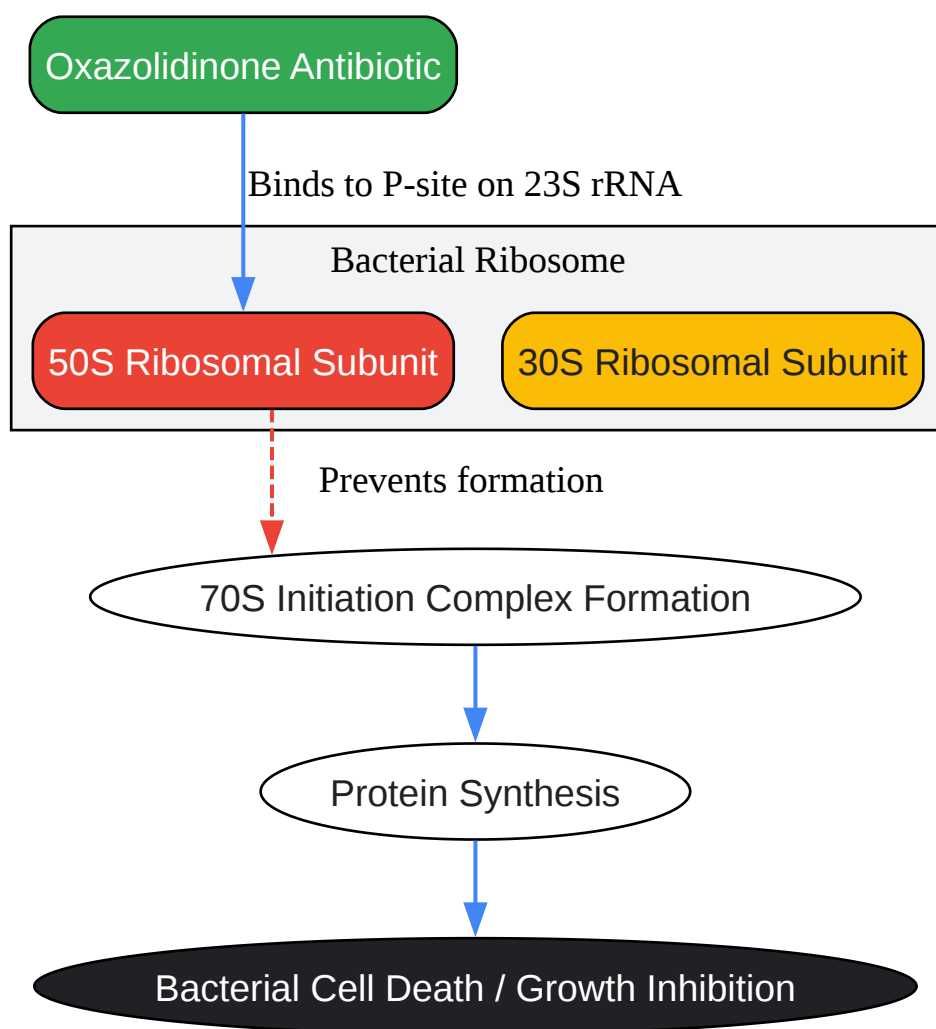 Oxazolidinone Antibiotic
Binds to P-site on 23S rRNA
Bacterial Ribosome
50S Ribosomal Subunit
30S Ribosomal Subunit
Prevents formation
70S Initiation Complex Formation
Protein Synthesis
Bacterial Cell Death / Growth Inhibition